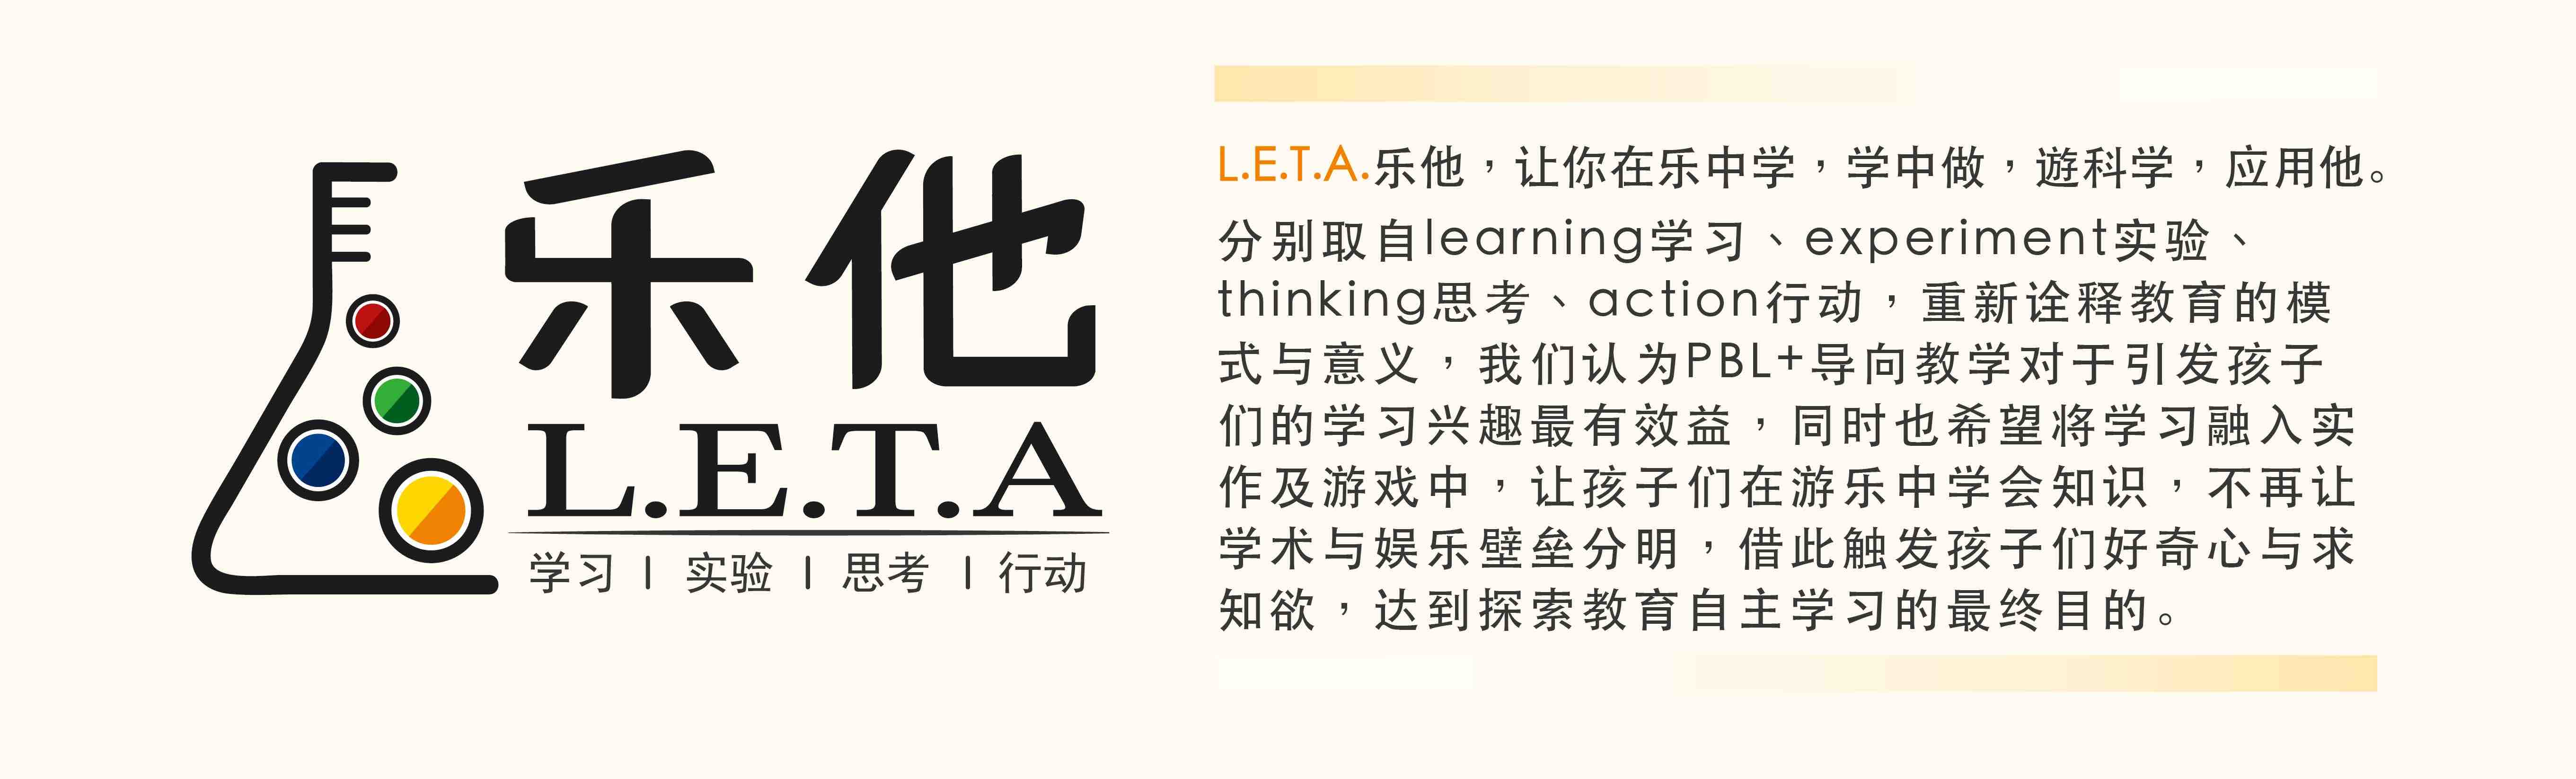 乐他
L.E.T.A
学习 | 实验 | 思考 | 行动
L.E.T.A.乐他，让你在乐中学，学中做，遊科学，应用他。
分别取自learning学习、experiment实验、
thinking思考、action行动，重新诠释教育的模
式与意义，我们认为PBL+导向教学对于引发孩子
们的学习兴趣最有效益，同时也希望将学习融入实
作及游戏中，让孩子们在游乐中学会知识，不再让
学术与娱乐壁垒分明，借此触发孩子们好奇心与求
知欲，达到探索教育自主学习的最终目的。